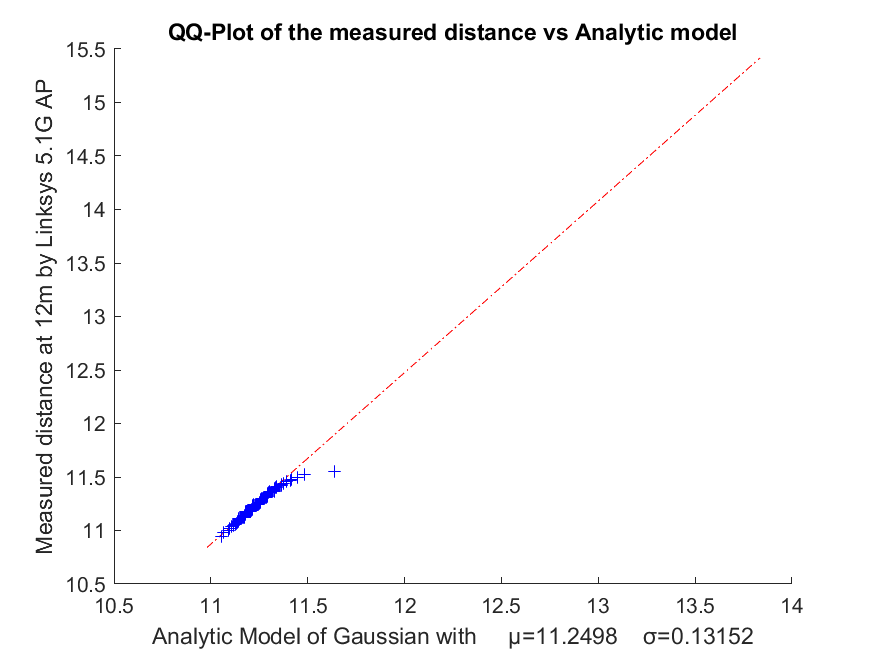 QQ-Plot of the measured distance vs Analytic model
Measured distance at 12m by Linksys 5.1G AP
15.5
15
14.5
14
13.5
13
12.5
12
11.5
11
10.5
10.5 11 11.5 12 12.5 13 13.5 14
Analytic Model of Gaussian with μ=11.2498 σ=0.13152